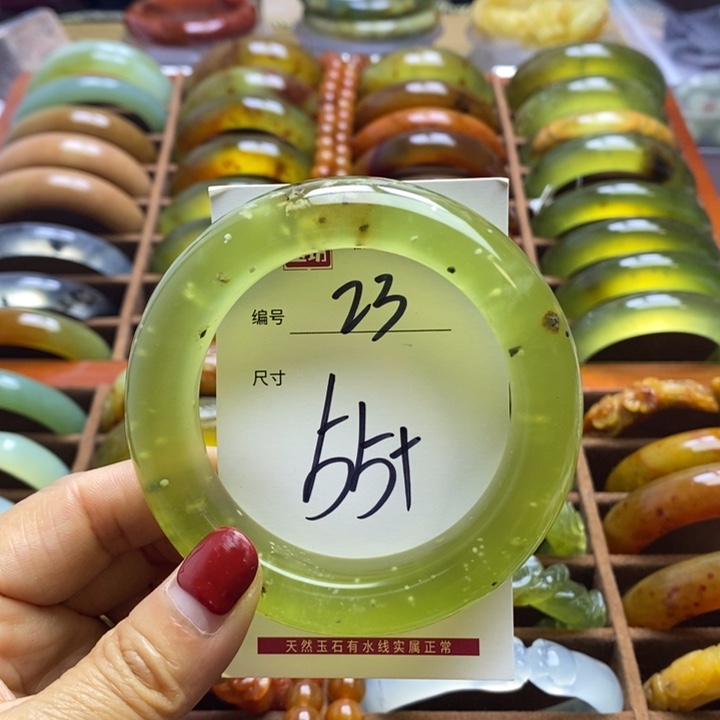 编号 23
尺寸 55+
天然玉石有水线实属正常